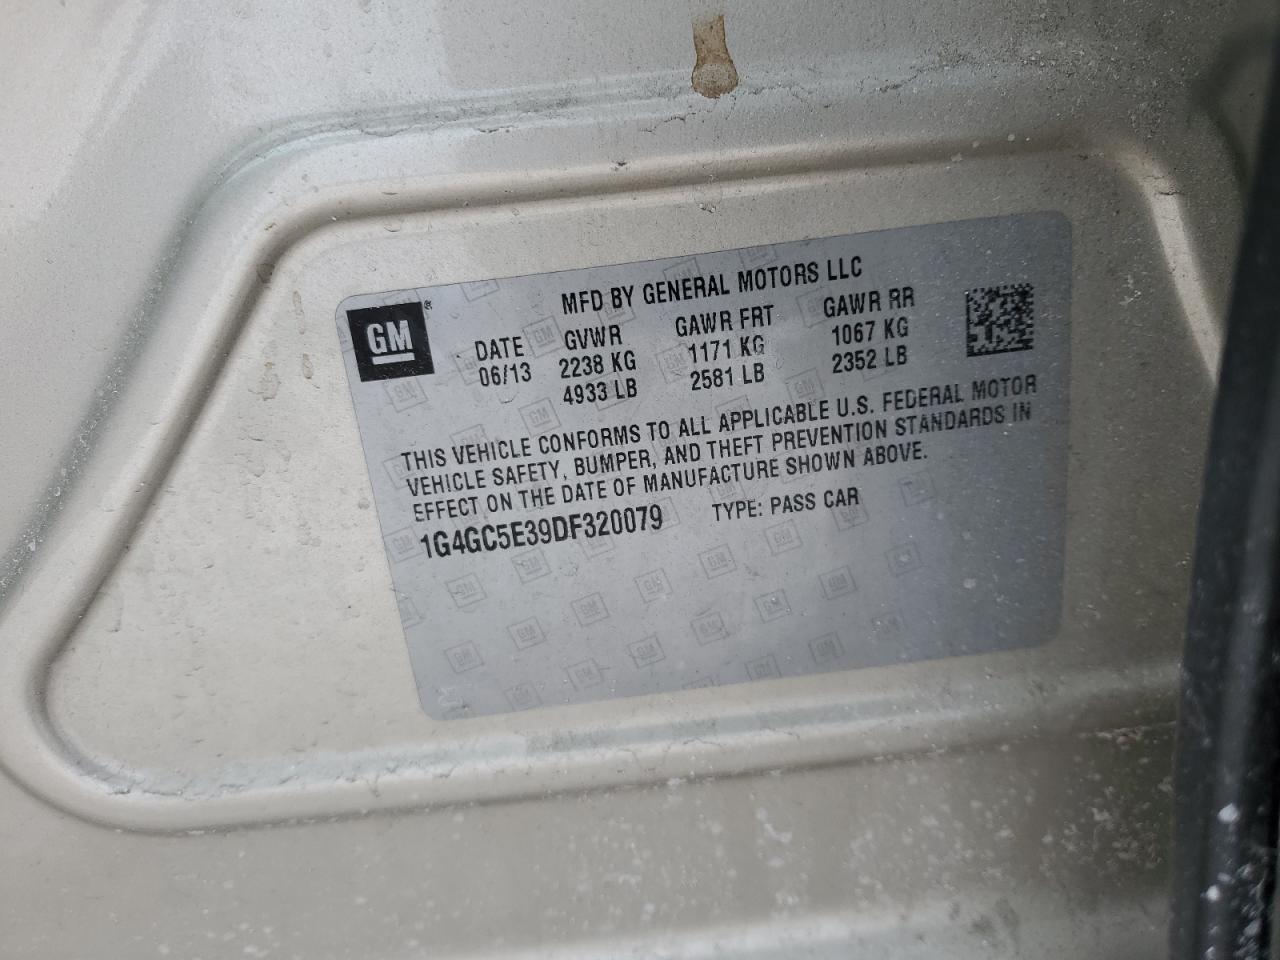 GM®
MFD BY GENERAL MOTORS LLC
DATE GVWR GAWR FRT GAWR RR
06/13 2238 KG 1171 KG 1067 KG
4933 LB 2581 LB 2352 LB
THIS VEHICLE CONFORMS TO ALL APPLICABLE U.S. FEDERAL MOTOR
VEHICLE SAFETY, BUMPER, AND THEFT PREVENTION STANDARDS IN
EFFECT ON THE DATE OF MANUFACTURE SHOWN ABOVE.
1G4GC5E39DF320079 TYPE: PASS CAR